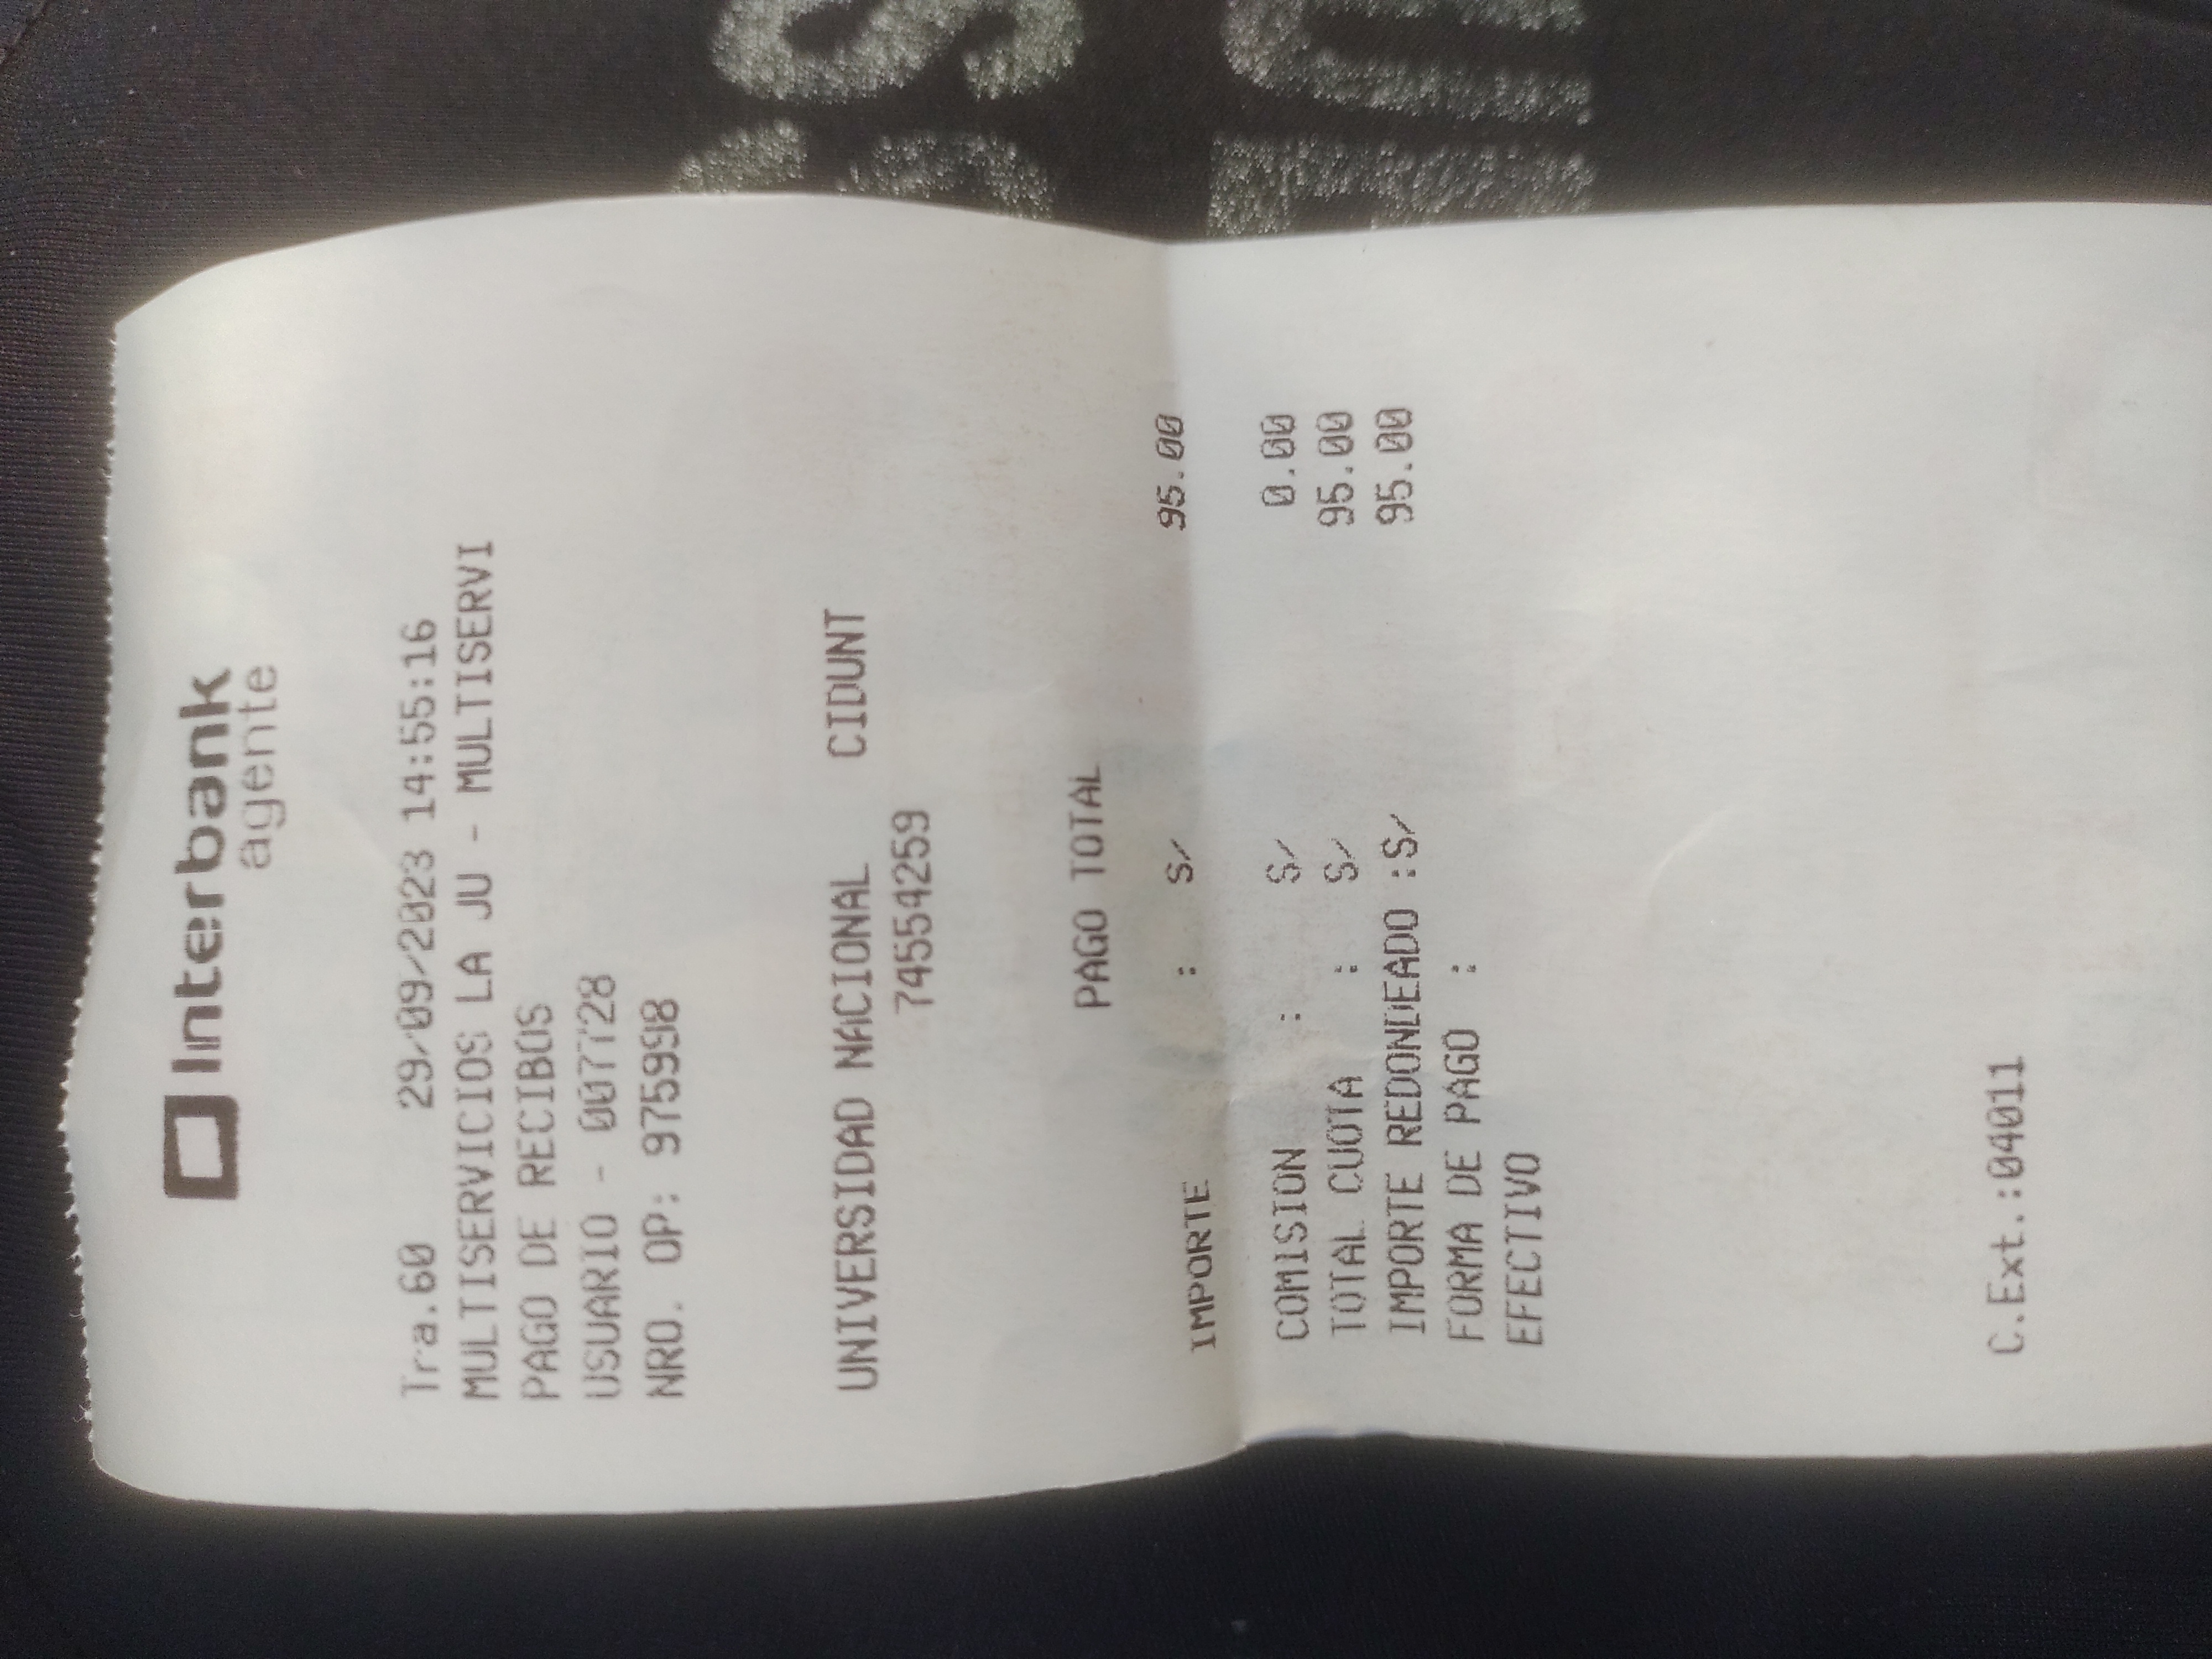 Interbank
agente
Tra.60 29/09/2023 14:55:16
MULTISERVICIOS LA JU - MULTISERVI
PAGO DE RECIBOS
USUARIO - 007728
NRO. OP: 975998
UNIVERSIDAD NACIONAL CIDUNT
74554259
PAGO TOTAL
IMPORTE : S/ 95.00
COMISION : S/ 0.00
TOTAL CUOTA : S/ 95.00
IMPORTE REDONDEADO :S/ 95.00
FORMA DE PAGO :
EFECTIVO
C.Ext.:04011